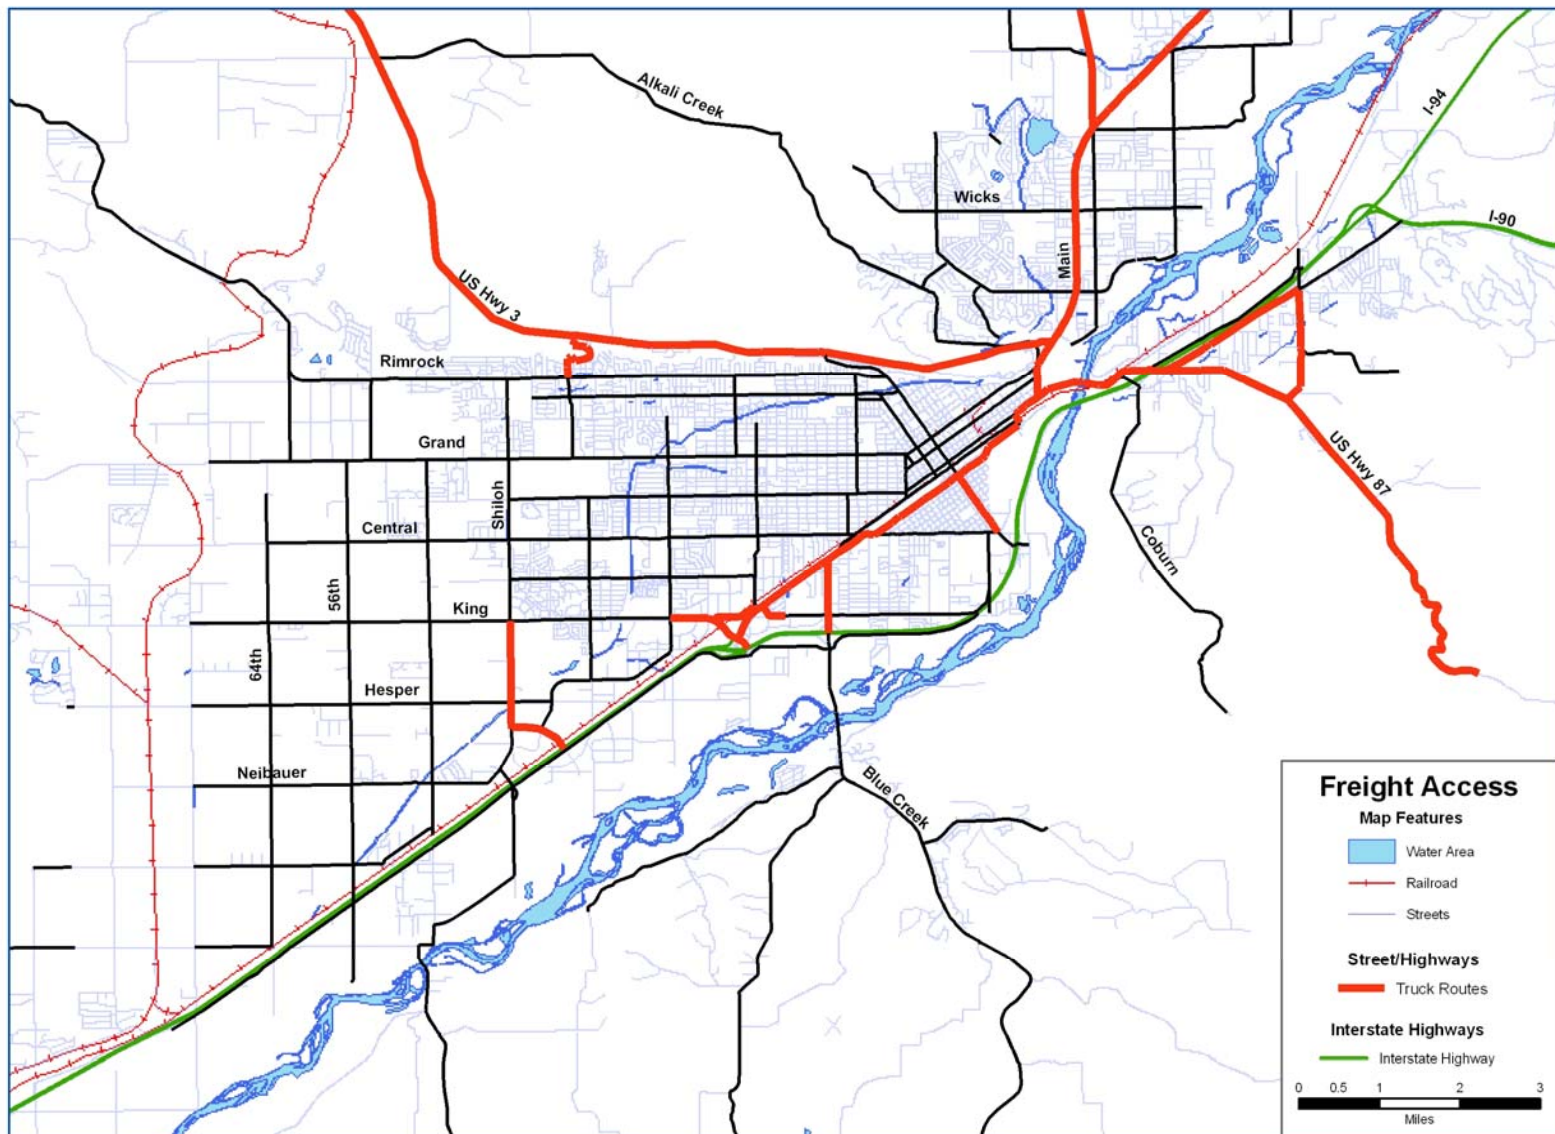 Alkali Creek
I-94
Wicks
I-90
Main
US Hwy 3
Rimrock
Grand
US Hwy 87
Shiloh
Central
Coburn
56th
King
64th
Hesper
Neibauer
Blue Creek
Freight Access
Map Features
Water Area
Railroad
Streets
Street/Highways
Truck Routes
Interstate Highways
Interstate Highway
0 0.5 1 2 3
Miles